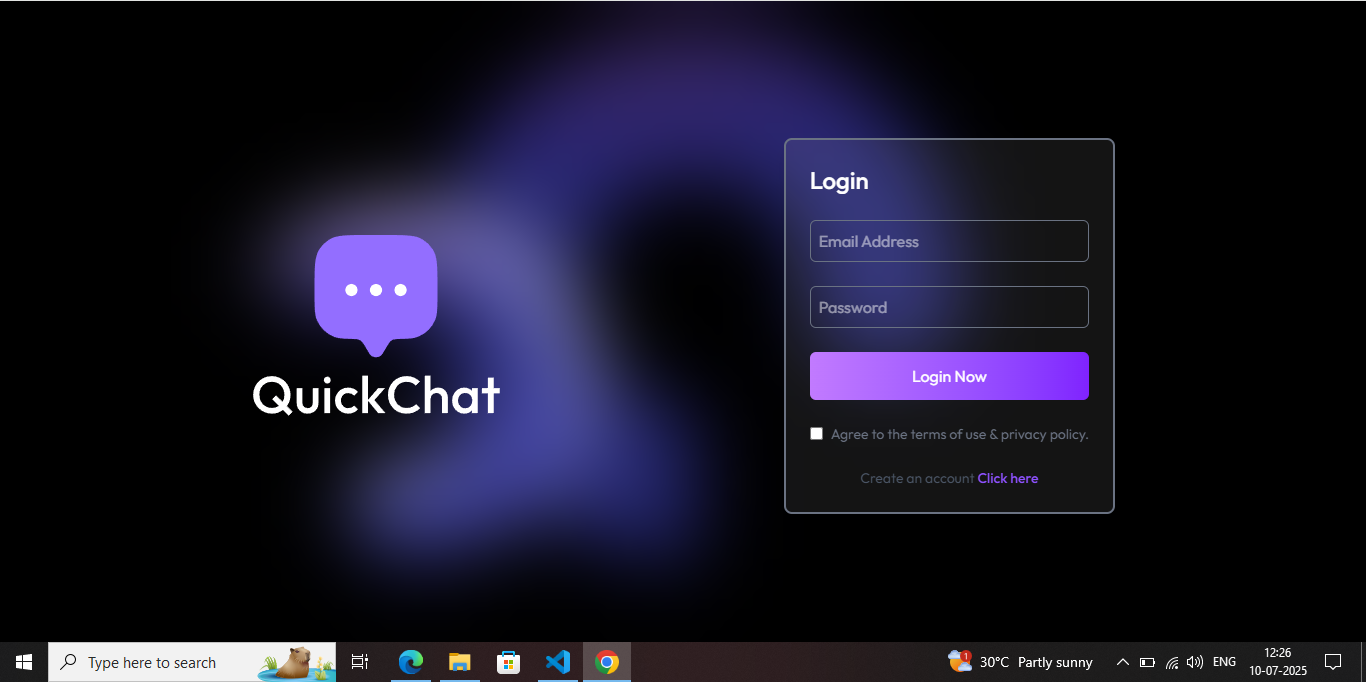 QuickChat
Login
Email Address
Password
Login Now
Agree to the terms of use & privacy policy.
Create an account Click here
Type here to search
1
30°C Partly sunny
ENG
12:26
10-07-2025